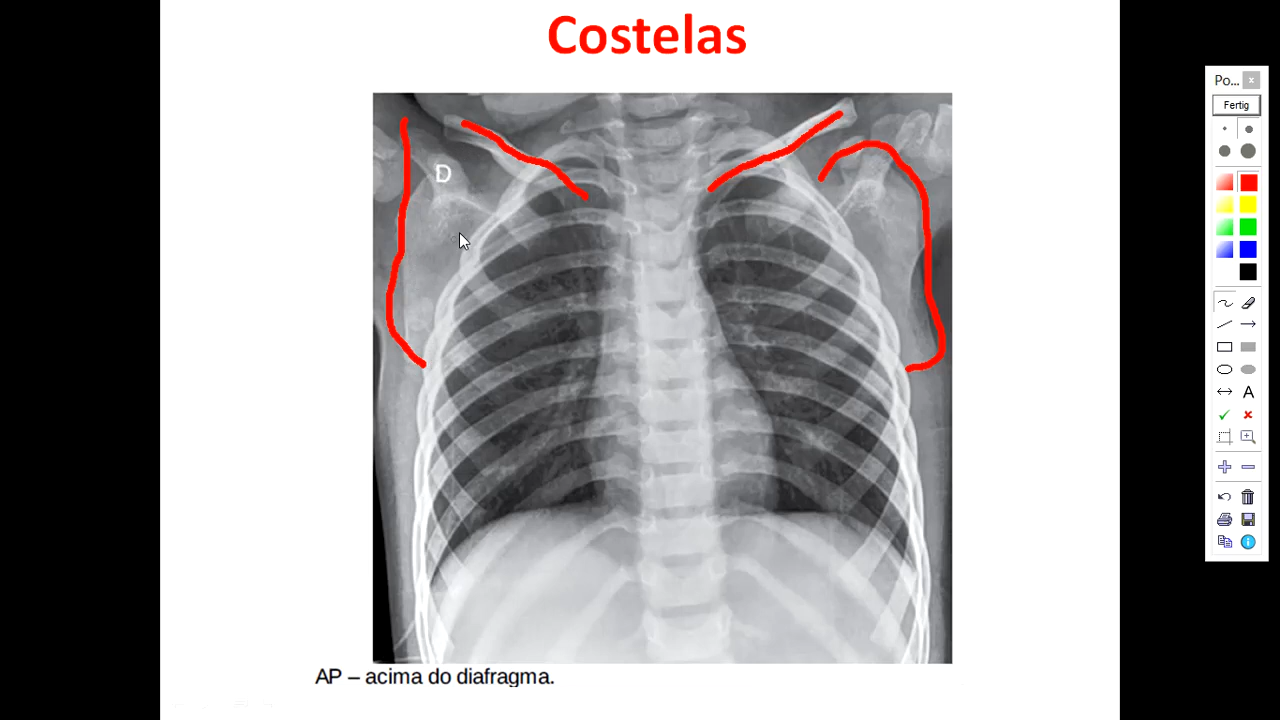 Costelas
Po...
Fertig
D
A
AP – acima do diafragma.